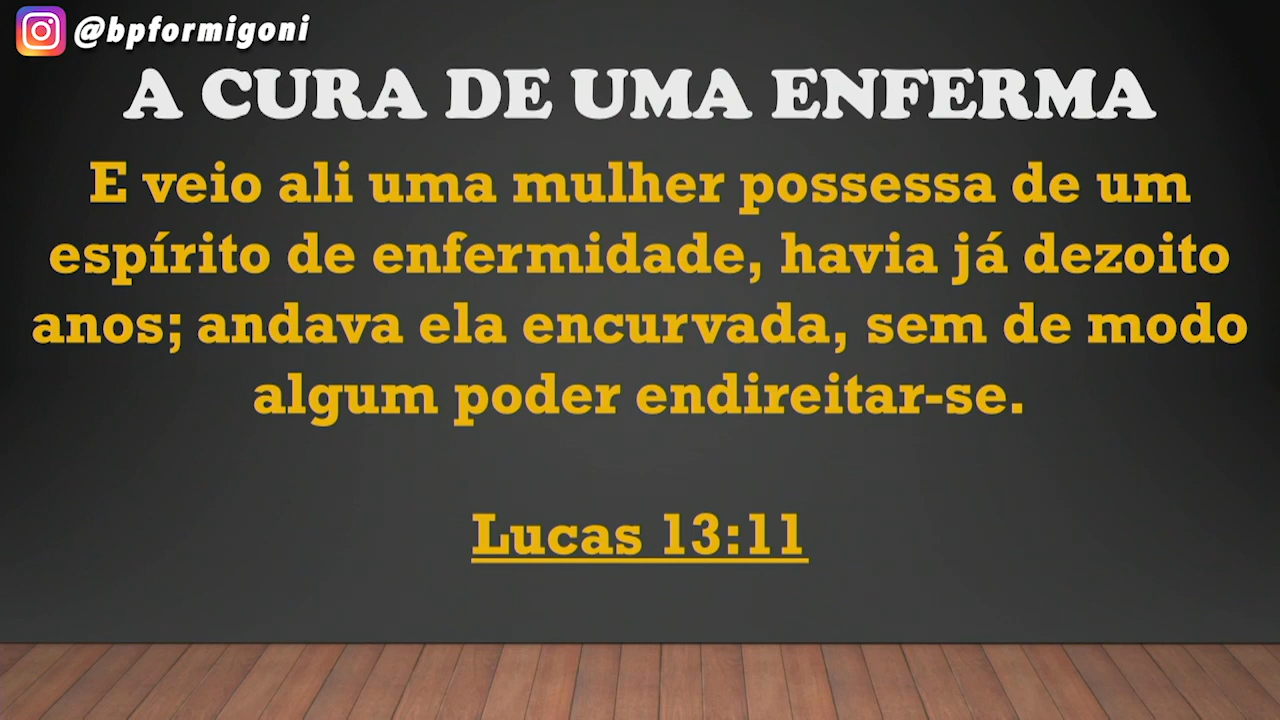 @bpformigoni
A CURA DE UMA ENFERMA
E veio ali uma mulher possessa de um
espírito de enfermidade, havia já dezoito
anos; andava ela encurvada, sem de modo
algum poder endireitar-se.
Lucas 13:11